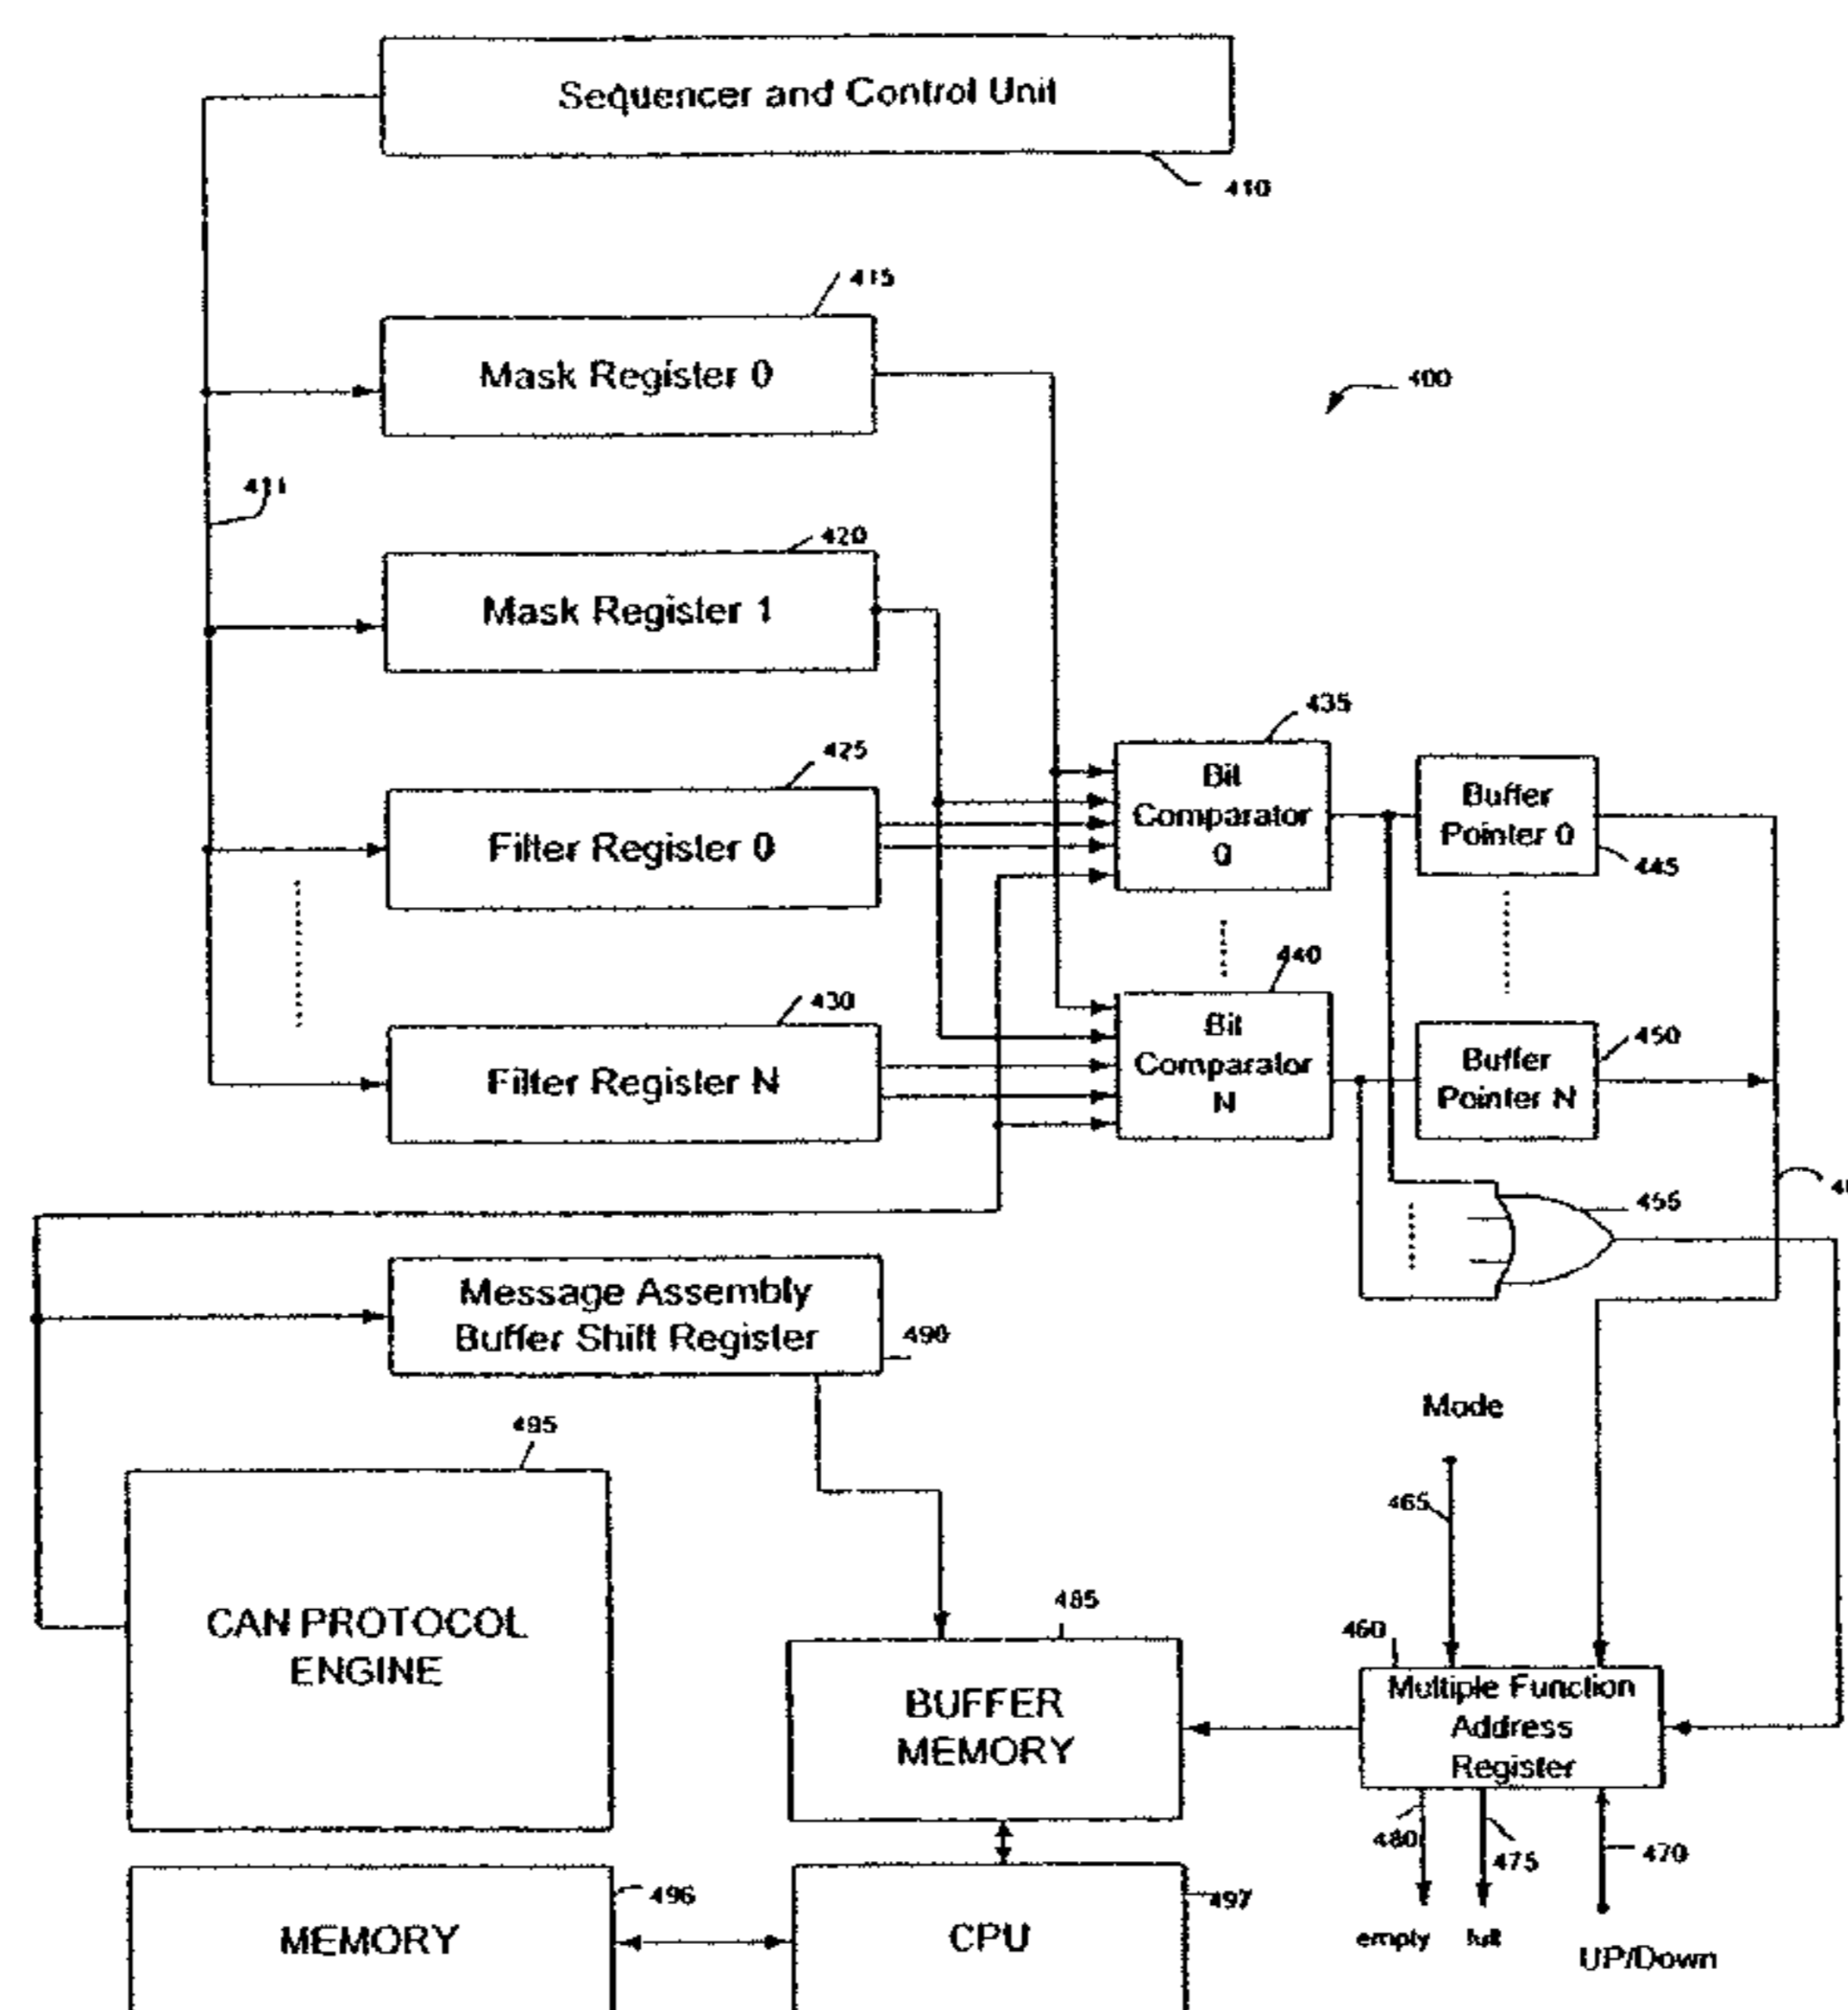 Sequencer and Control Unit
410
415
Mask Register 0
400
411
420
Mask Register 1
435
425
Bit
Comparator
0
Buffer
Pointer 0
Filter Register 0
445
440
430
Bit
Comparator
N
Buffer
Pointer N
450
Filter Register N
455
Message Assembly
Buffer Shift Register
490
Mode
495
465
485
460
CAN PROTOCOL
ENGINE
BUFFER
MEMORY
Multiple Function
Address
Register
480
475
470
496
497
MEMORY
CPU
empty
full
UP/Down